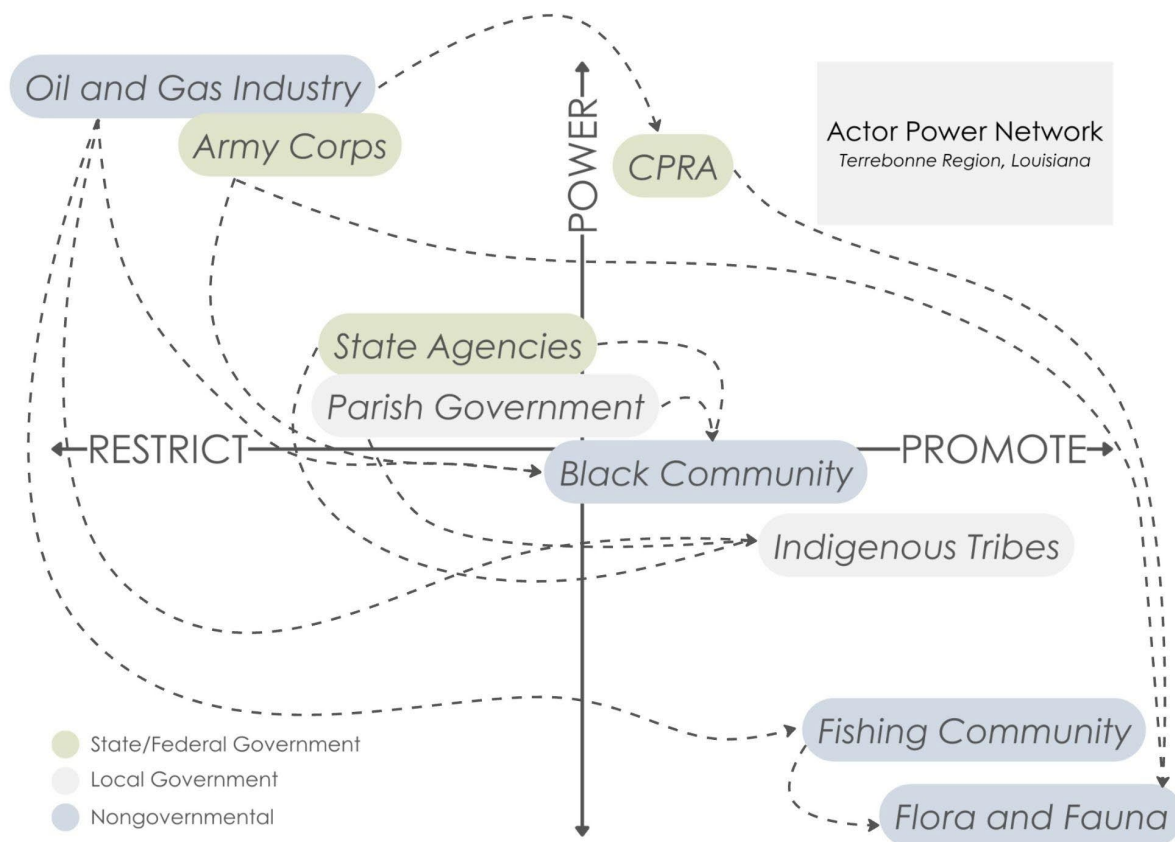 Oil and Gas Industry
Army Corps
POWER
CPRA
Actor Power Network
Terrebonne Region, Louisiana
State Agencies
Parish Government
RESTRICT
PROMOTE
Black Community
Indigenous Tribes
Fishing Community
Flora and Fauna
State/Federal Government
Local Government
Nongovernmental